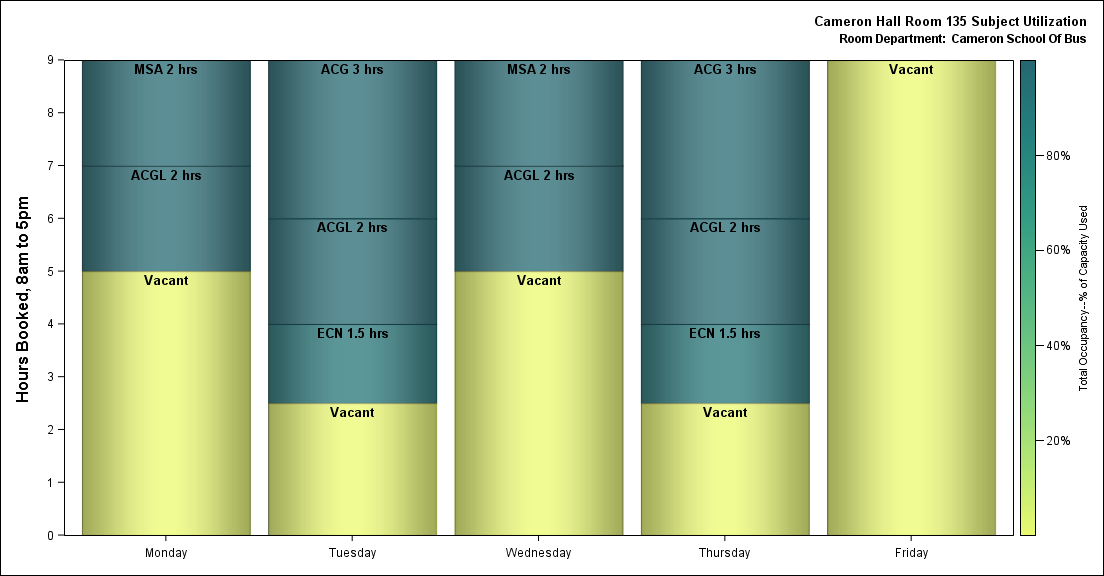 Cameron Hall Room 135 Subject Utilization
Room Department:  Cameron School Of Bus
Hours Booked, 8am to 5pm
9
8
7
6
5
4
3
2
1
0
MSA 2 hrs
ACGL 2 hrs
Vacant
ACG 3 hrs
ACGL 2 hrs
ECN 1.5 hrs
Vacant
MSA 2 hrs
ACGL 2 hrs
Vacant
ACG 3 hrs
ACGL 2 hrs
ECN 1.5 hrs
Vacant
Vacant
Monday
Tuesday
Wednesday
Thursday
Friday
80%
60%
40%
20%
Total Occupancy--% of Capacity Used